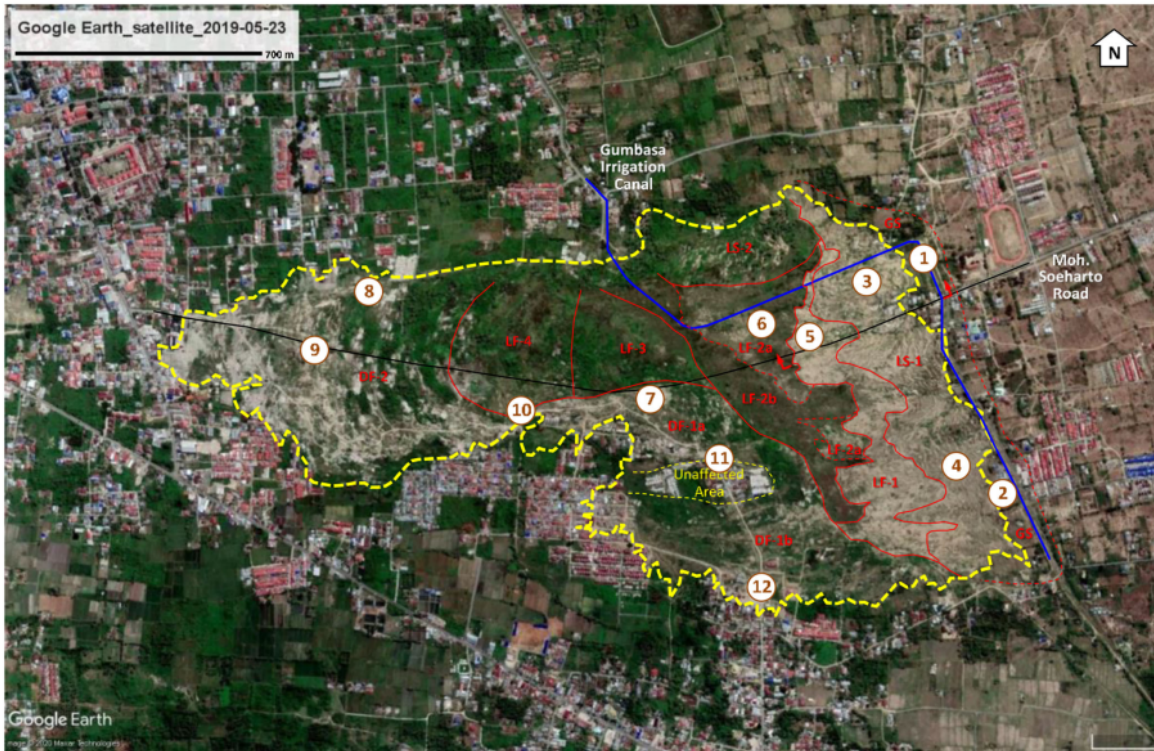 Google Earth_satellite_2019-05-23
700 m
N
Gumbasa
Irrigation
Canal
GS
LS-2
1
Moh.
Soeharto
Road
3
8
6
5
9
LF-4
LF-3
LF-2a
LS-1
DF-2
7
LF-2b
10
DF-1a
11
LF-2a
4
Unaffected
Area
LF-1
2
GS
DF-1b
12
Google Earth